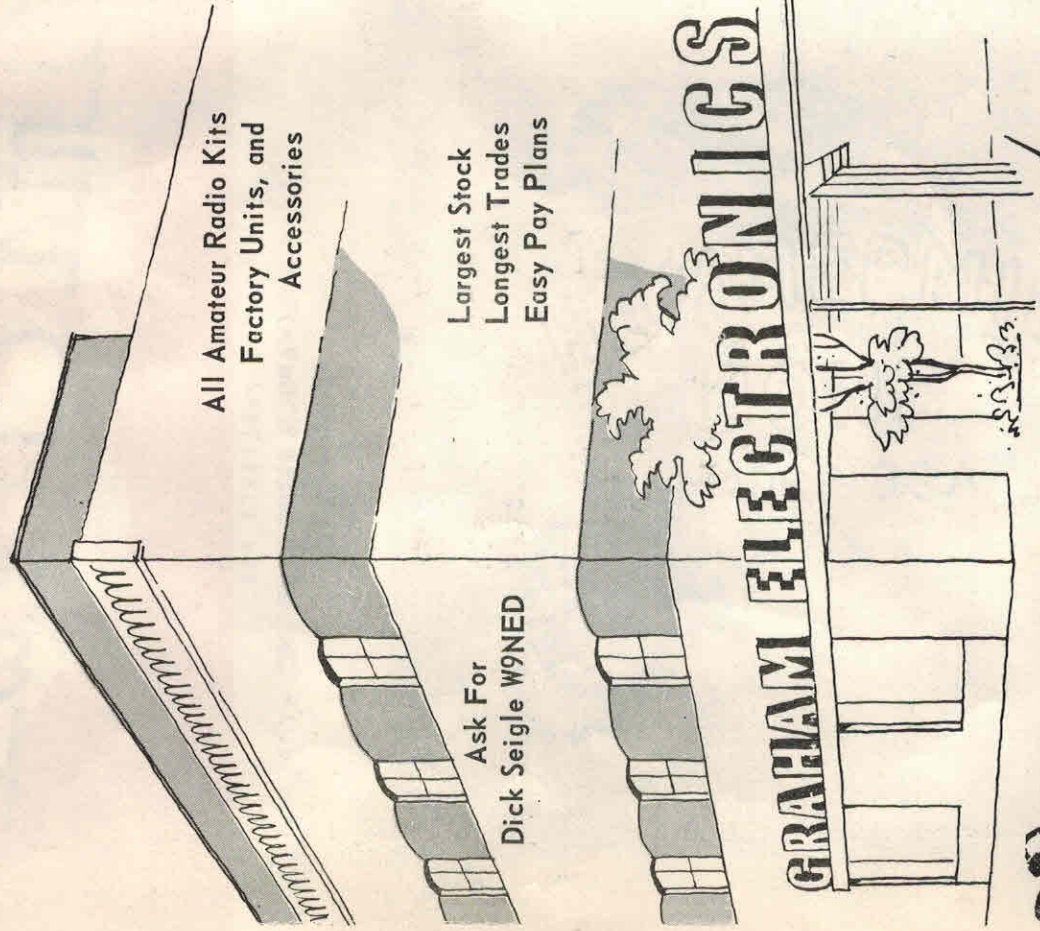 All Amateur Radio Kits
Factory Units, and
Accessories
Largest Stock
Longest Trades
Easy Pay Plans
Ask For
Dick Seigle W9NED
GRAHAM ELECTRONICS